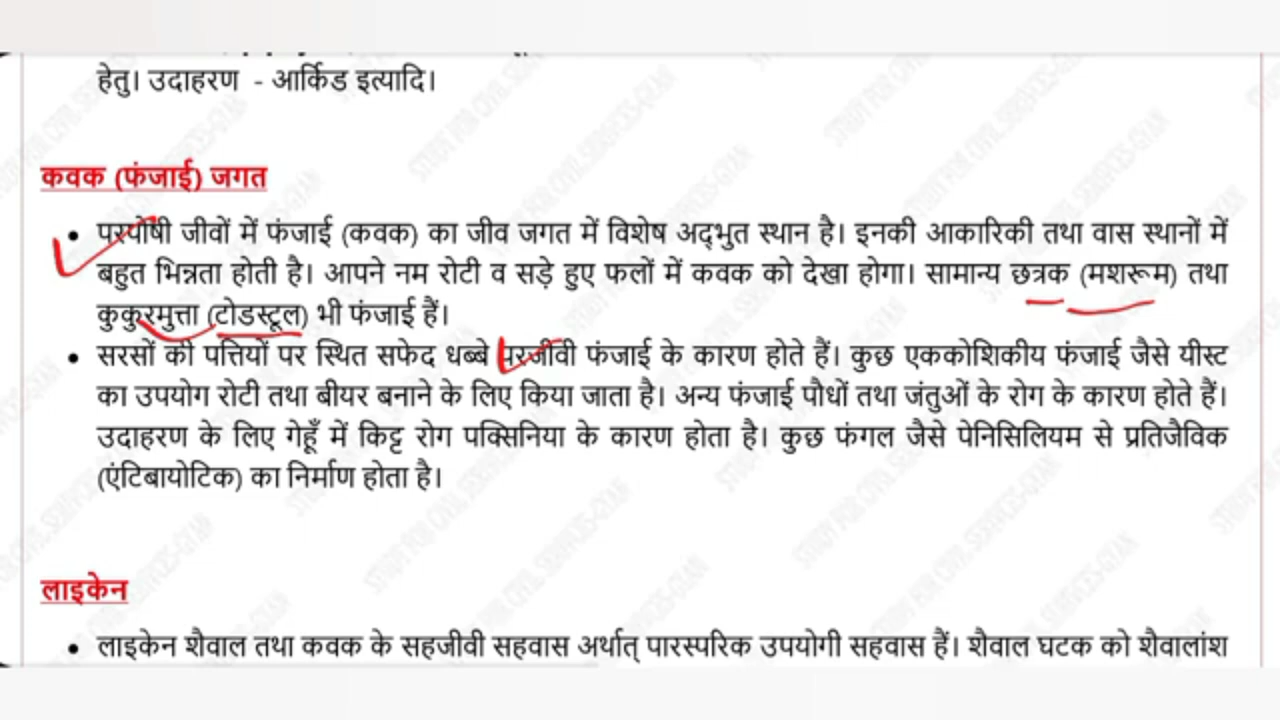 हेतु। उदाहरण - आर्किड इत्यादि।
कवक (फंजाई) जगत
• परपोषी जीवों में फंजाई (कवक) का जीव जगत में विशेष अद्भुत स्थान है। इनकी आकारिकी तथा वास स्थानों में
बहुत भिन्नता होती है। आपने नम रोटी व सड़े हुए फलों में कवक को देखा होगा। सामान्य छत्रक (मशरूम) तथा
कुकुरमुत्ता (टोडस्टूल) भी फंजाई हैं।
• सरसों की पत्तियों पर स्थित सफेद धब्बे परजीवी फंजाई के कारण होते हैं। कुछ एककोशिकीय फंजाई जैसे यीस्ट
का उपयोग रोटी तथा बीयर बनाने के लिए किया जाता है। अन्य फंजाई पौधों तथा जंतुओं के रोग के कारण होते हैं।
उदाहरण के लिए गेहूँ में किट्ट रोग पक्सिनिया के कारण होता है। कुछ फंगल जैसे पेनिसिलियम से प्रतिजैविक
(एंटिबायोटिक) का निर्माण होता है।
लाइकेन
• लाइकेन शैवाल तथा कवक के सहजीवी सहवास अर्थात् पारस्परिक उपयोगी सहवास हैं। शैवाल घटक को शैवालांश